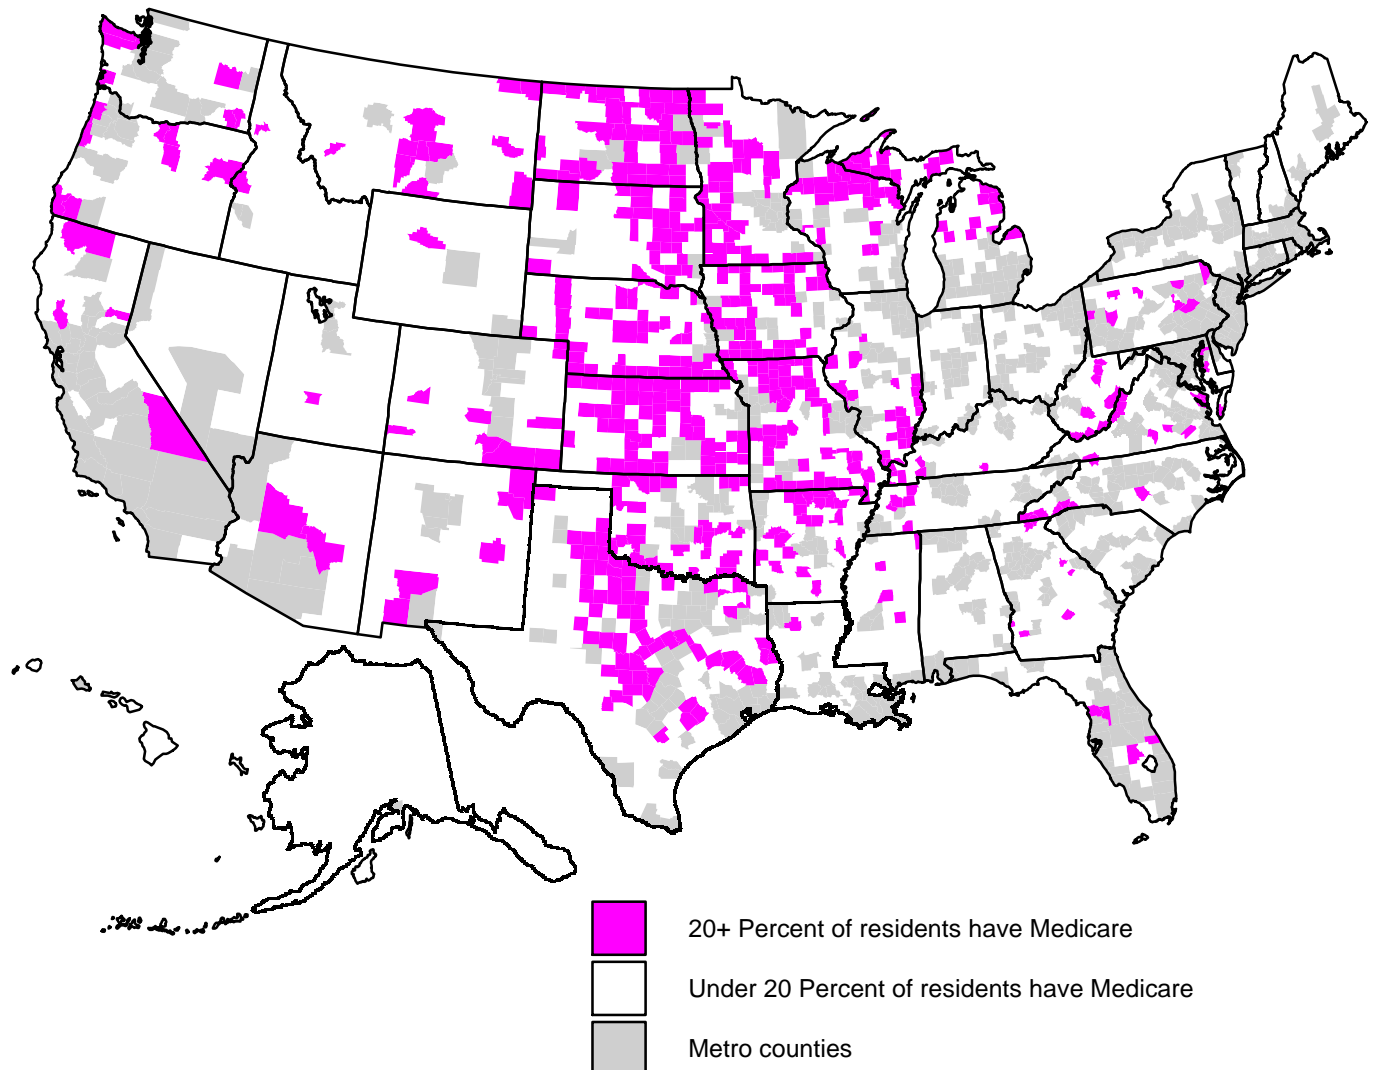 20+ Percent of residents have Medicare
Under 20 Percent of residents have Medicare
Metro counties